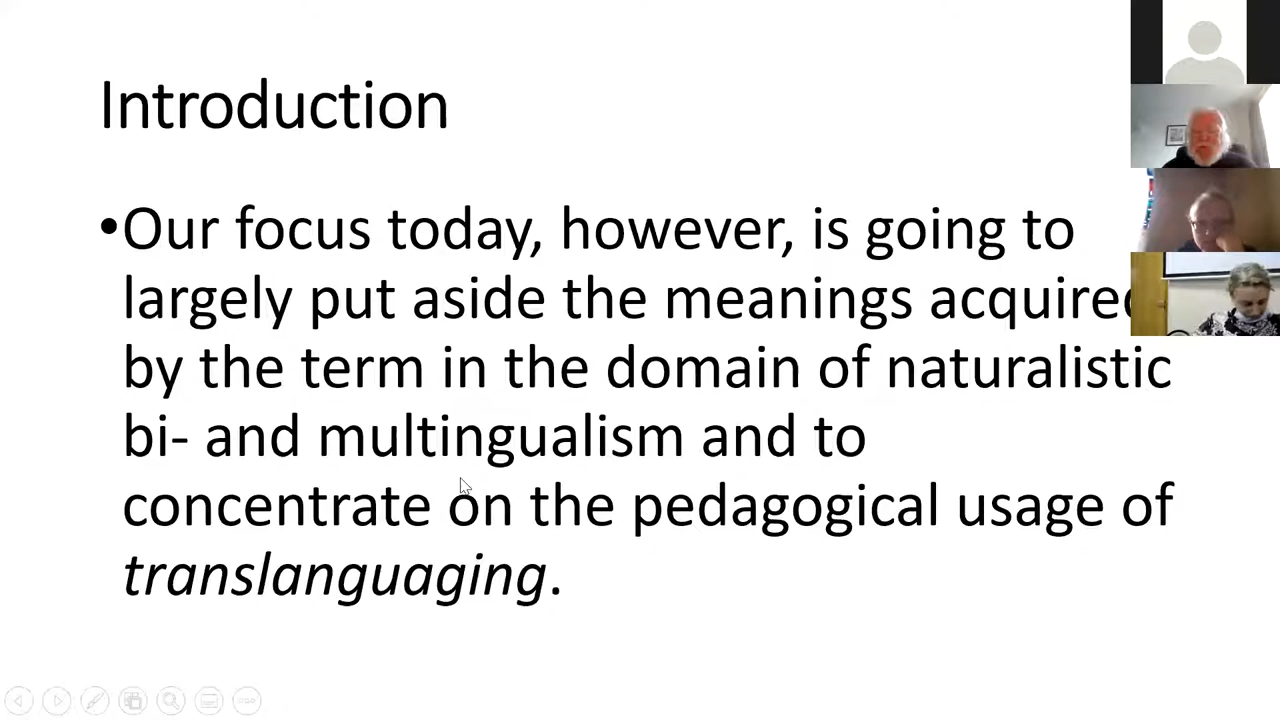 Introduction
•Our focus today, however, is going to
largely put aside the meanings acquired
by the term in the domain of naturalistic
bi- and multingualism and to
concentrate on the pedagogical usage of
translanguaging.